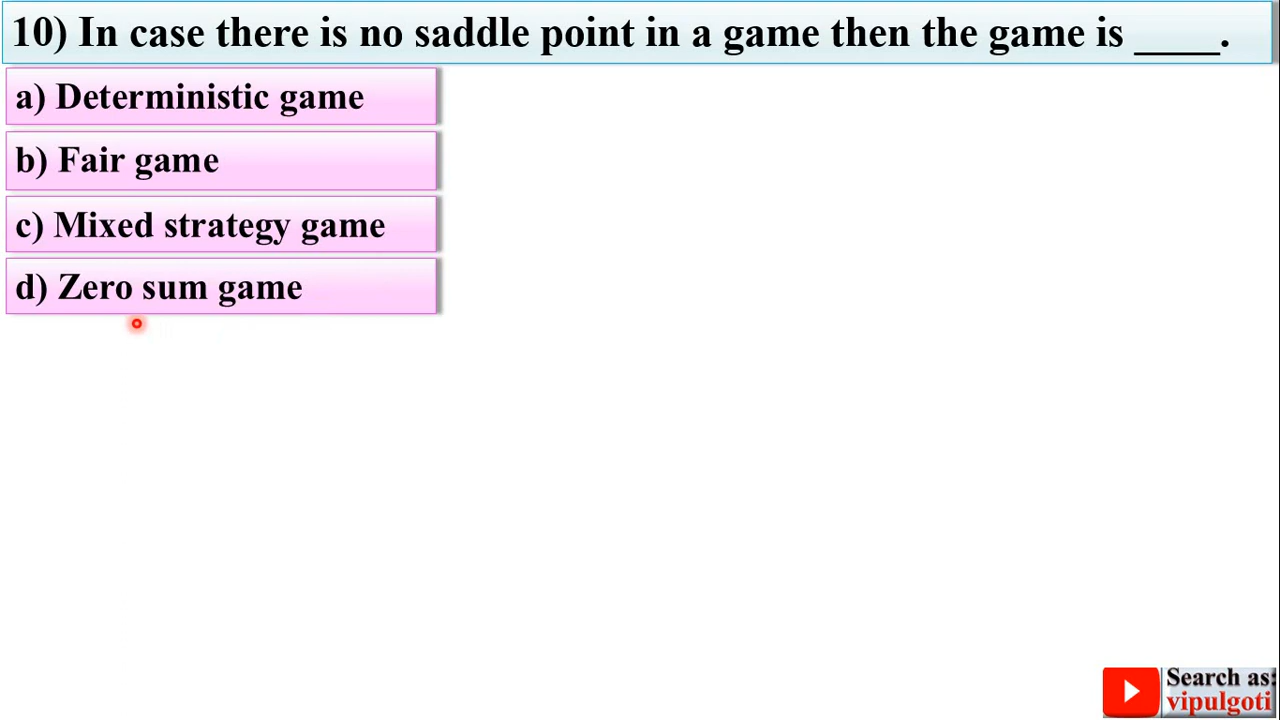 10) In case there is no saddle point in a game then the game is ____.
a) Deterministic game
b) Fair game
c) Mixed strategy game
d) Zero sum game
Search as:
vipulgoti